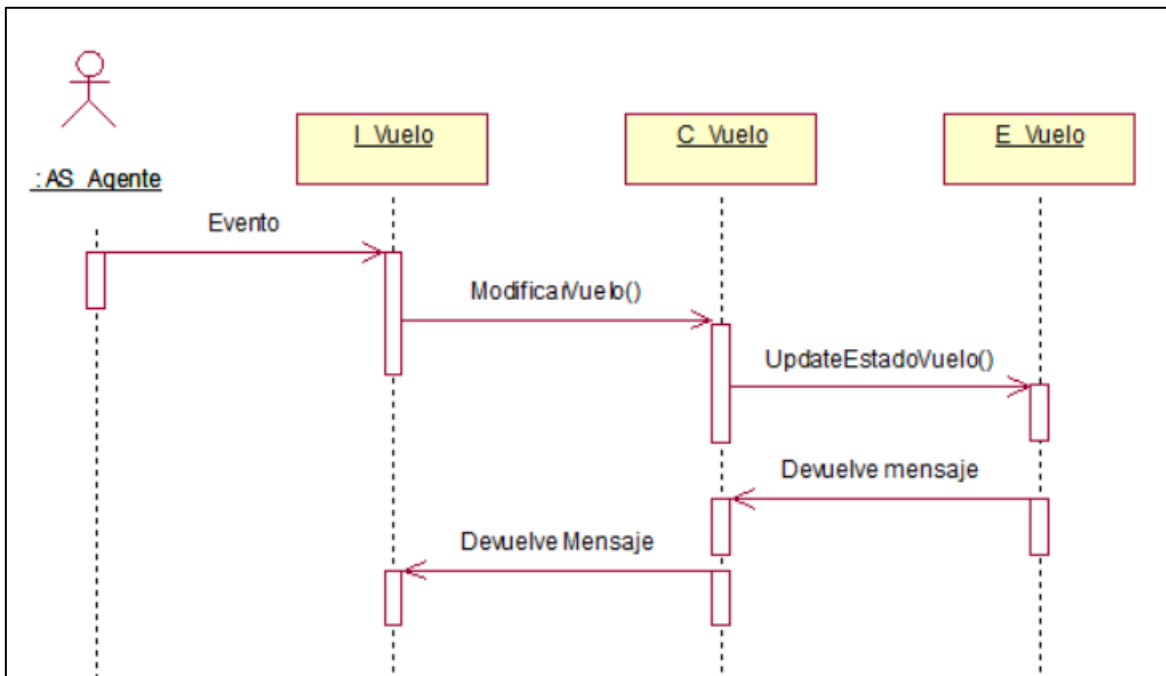 I_Vuelo
C_Vuelo
E_Vuelo
:AS_Agente
Evento
ModificarVuelo()
UpdateEstadoVuelo()
Devuelve mensaje
Devuelve Mensaje